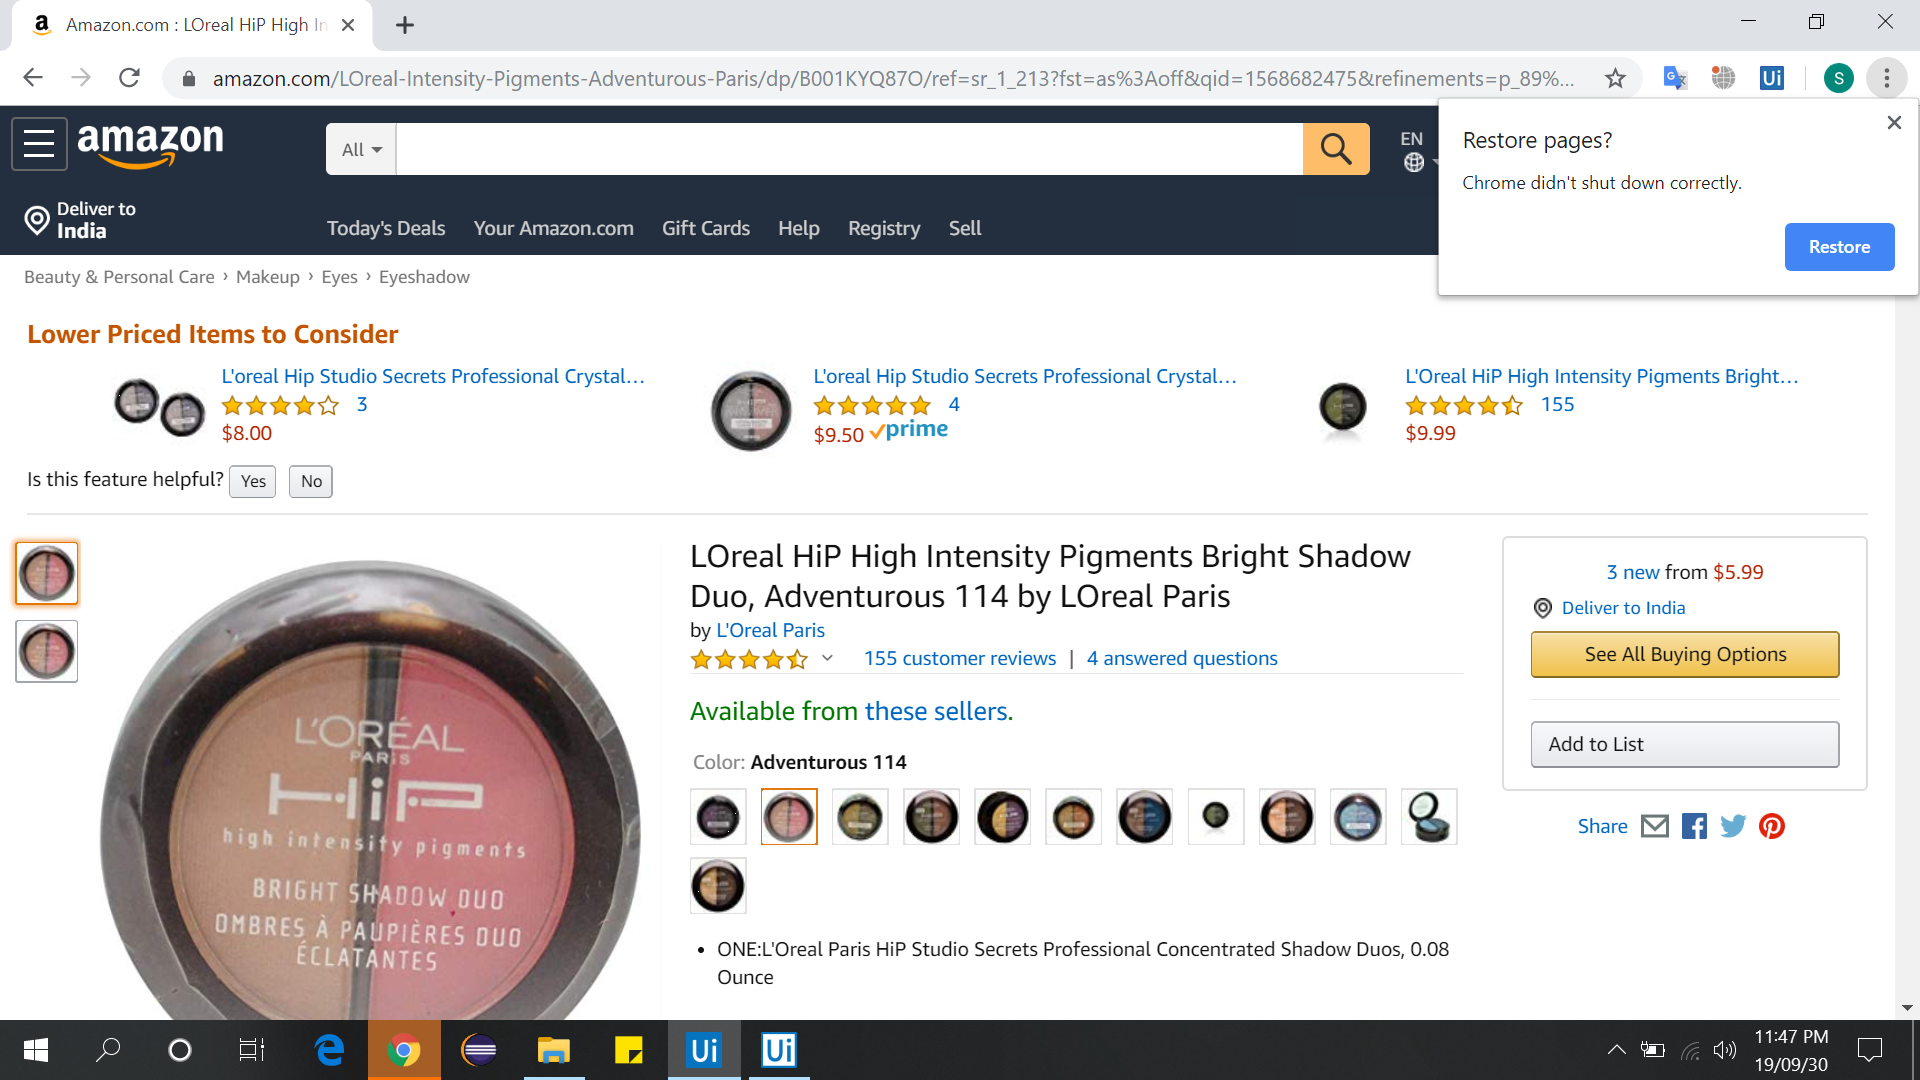 Amazon.com : LOreal HiP High In
amazon.com/LOreal-Intensity-Pigments-Adventurous-Paris/dp/B001KYQ87O/ref=sr_1_213?fst=as%3Aoff&qid=1568682475&refinements=p_89%...
S
Restore pages?
Chrome didn't shut down correctly.
Restore
amazon
All
EN
Deliver to
India
Today's Deals
Your Amazon.com
Gift Cards
Help
Registry
Sell
Beauty & Personal Care › Makeup › Eyes › Eyeshadow
Lower Priced Items to Consider
L'oreal Hip Studio Secrets Professional Crystal...
3
$8.00
L'oreal Hip Studio Secrets Professional Crystal...
4
$9.50 prime
L'Oreal HiP High Intensity Pigments Bright...
155
$9.99
Is this feature helpful? Yes No
L'ORÉAL
PARIS
HiP
high intensity pigments
BRIGHT SHADOW DUO
OMBRES À PAUPIÈRES DUO
ÉCLATANTES
LOreal HiP High Intensity Pigments Bright Shadow
Duo, Adventurous 114 by LOreal Paris
by L'Oreal Paris
155 customer reviews | 4 answered questions
Available from these sellers.
Color: Adventurous 114
• ONE:L'Oreal Paris HiP Studio Secrets Professional Concentrated Shadow Duos, 0.08
Ounce
3 new from $5.99
Deliver to India
See All Buying Options
Add to List
Share
Ui
Ui
Ui
11:47 PM
19/09/30